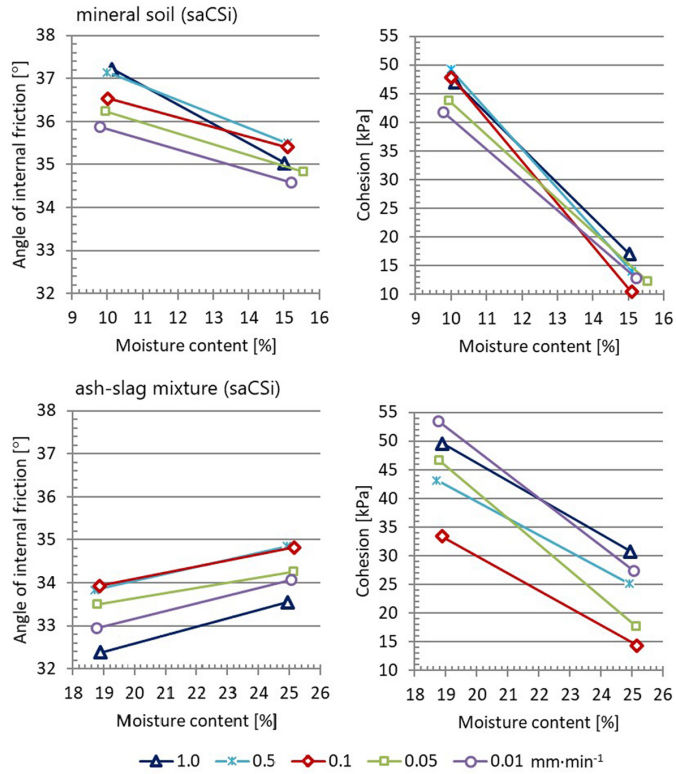 mineral soil (saCSi)
38
37
36
35
34
33
32
Angle of internal friction [°]
9 10 11 12 13 14 15 16
Moisture content [%]
55
50
45
40
35
30
25
20
15
10
Cohesion [kPa]
9 10 11 12 13 14 15 16
Moisture content [%]
ash-slag mixture (saCSi)
38
37
36
35
34
33
32
Angle of internal friction [°]
18 19 20 21 22 23 24 25 26
Moisture content [%]
55
50
45
40
35
30
25
20
15
10
Cohesion [kPa]
18 19 20 21 22 23 24 25 26
Moisture content [%]
1.0 0.5 0.1 0.05 0.01 mm·min⁻¹